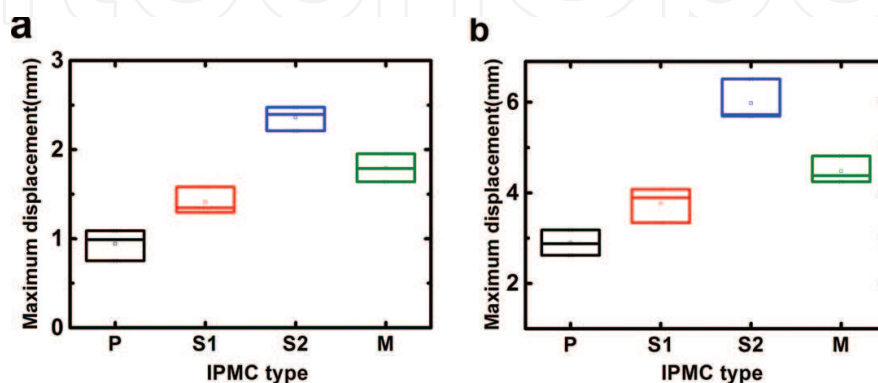 a
Maximum displacement(mm)
3
2
1
0
P S1 S2 M
IPMC type
b
Maximum displacement(mm)
6
4
2
P S1 S2 M
IPMC type